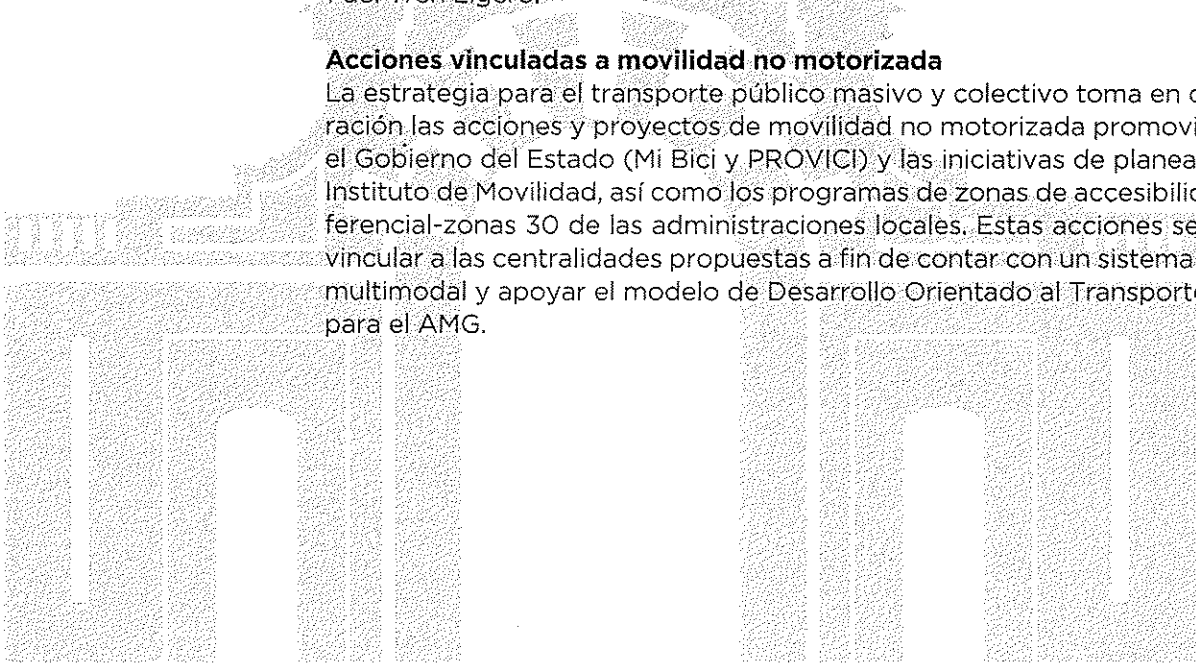 Acciones vinculadas a movilidad no motorizada
La estrategia para el transporte público masivo y colectivo toma en
ración las acciones y proyectos de movilidad no motorizada promovi
el Gobierno del Estado (Mi Bici y PROVICI) y las iniciativas de planea
Instituto de Movilidad, así como los programas de zonas de accesibilid
ferencial-zonas 30 de las administraciones locales. Estas acciones se
vincular a las centralidades propuestas a fin de contar con un sistema
multimodal y apoyar el modelo de Desarrollo Orientado al Transporte
para el AMG.